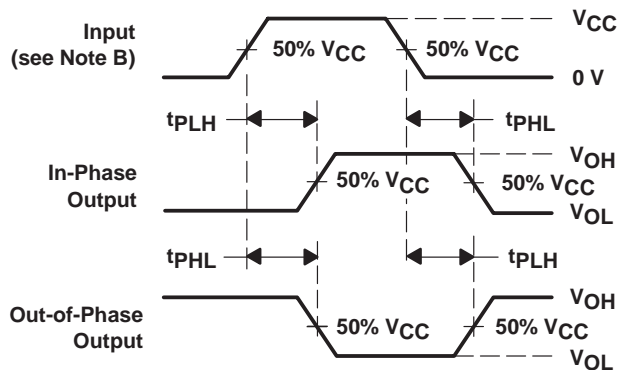 Input
(see Note B)
50% VCC
50% VCC
VCC
0 V
tPLH
tPHL
In-Phase
Output
50% VCC
50% VCC
VOH
VOL
tPHL
tPLH
Out-of-Phase
Output
50% VCC
50% VCC
VOH
VOL